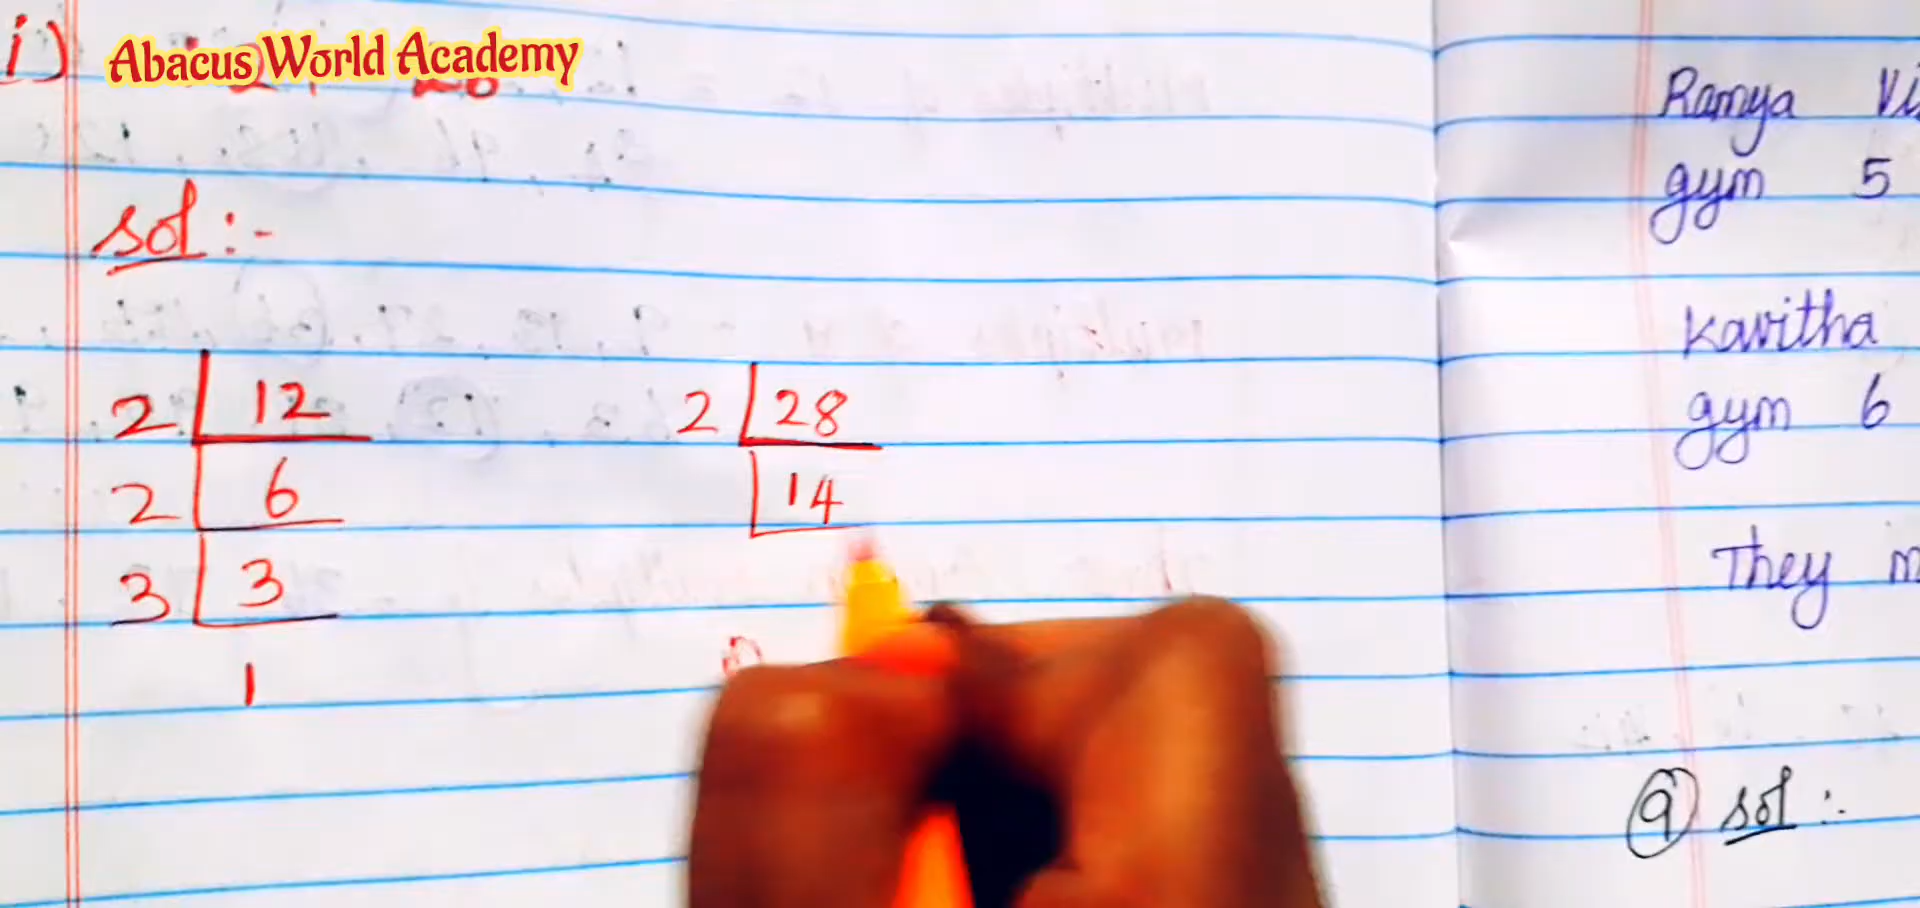 i)
Abacus World Academy
sol :-
2 12
2 6
3 3
1
2 28
14
Ramya
gym 5
Kavitha
gym 6
They
9 sol :-